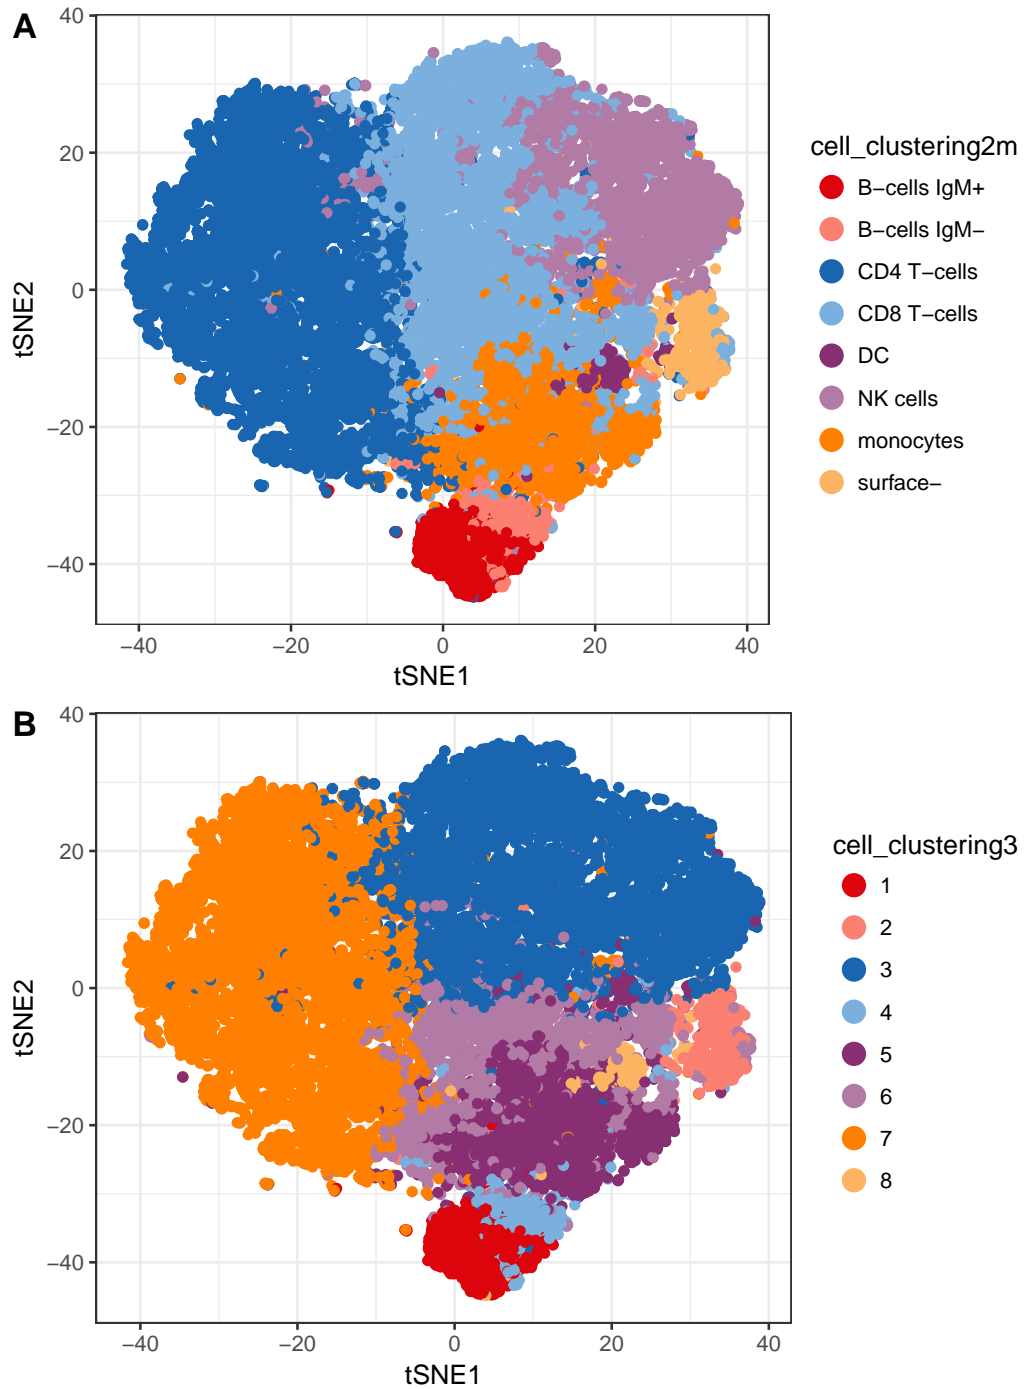 A
40
20
0
−20
−40
tSNE2
−40
−20
0
20
40
tSNE1
cell_clustering2m
B−cells IgM+
B−cells IgM−
CD4 T−cells
CD8 T−cells
DC
NK cells
monocytes
surface−
B
40
20
0
−20
−40
tSNE2
−40
−20
0
20
40
tSNE1
cell_clustering3
1
2
3
4
5
6
7
8